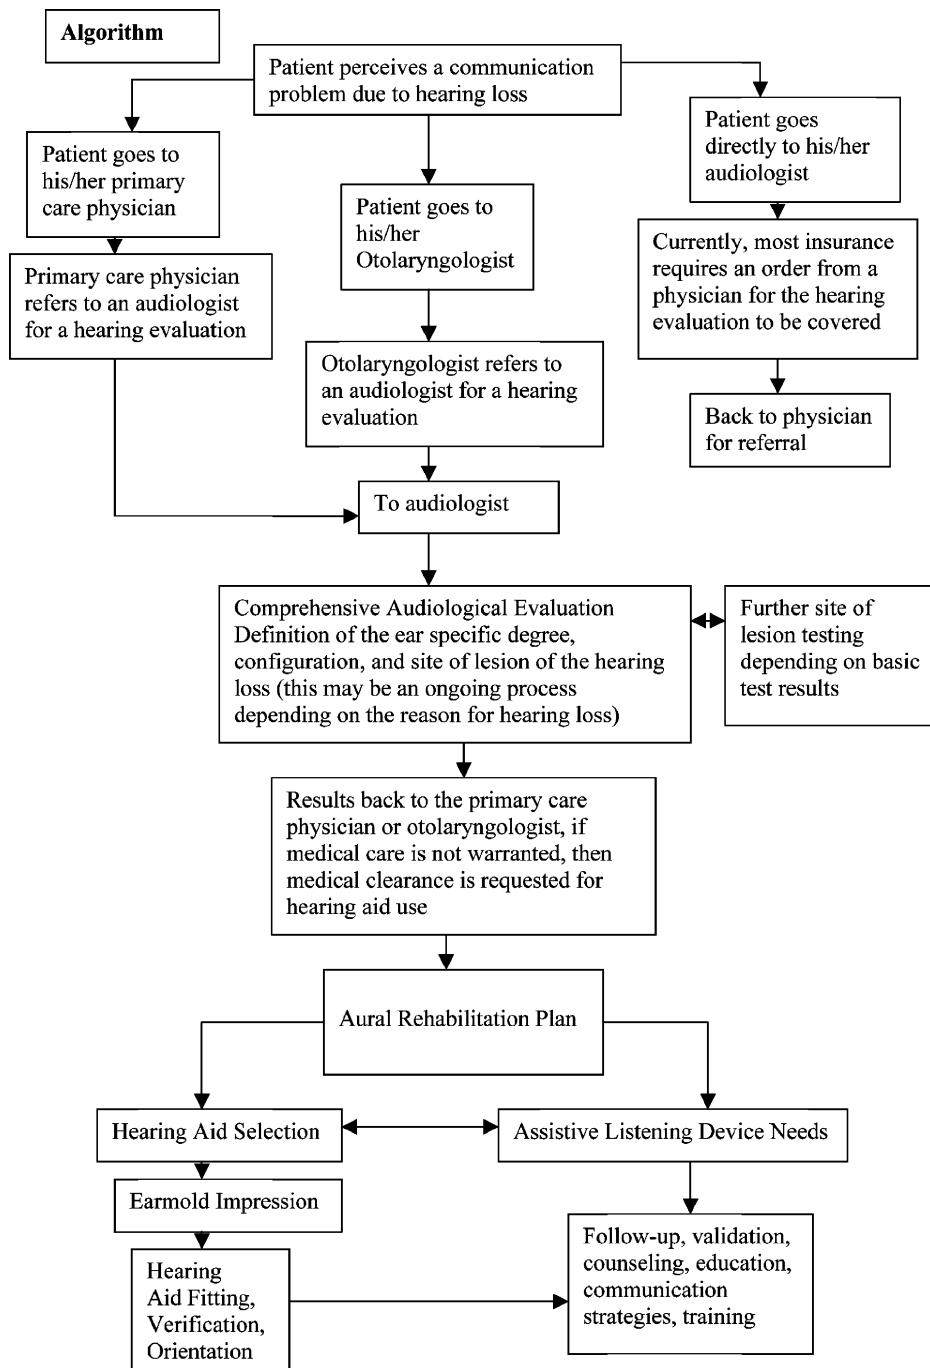 Algorithm
Patient perceives a communication
problem due to hearing loss
Patient goes to
his/her primary
care physician
Patient goes to
his/her
Otolaryngologist
Patient goes
directly to his/her
audiologist
Primary care physician
refers to an audiologist
for a hearing evaluation
Currently, most insurance
requires an order from a
physician for the hearing
evaluation to be covered
Otolaryngologist refers to
an audiologist for a hearing
evaluation
Back to physician
for referral
To audiologist
Comprehensive Audiological Evaluation
Definition of the ear specific degree,
configuration, and site of lesion of the hearing
loss (this may be an ongoing process
depending on the reason for hearing loss)
Further site of
lesion testing
depending on basic
test results
Results back to the primary care
physician or otolaryngologist, if
medical care is not warranted, then
medical clearance is requested for
hearing aid use
Aural Rehabilitation Plan
Hearing Aid Selection
Assistive Listening Device Needs
Earmold Impression
Hearing
Aid Fitting,
Verification,
Orientation
Follow-up, validation,
counseling, education,
communication
strategies, training